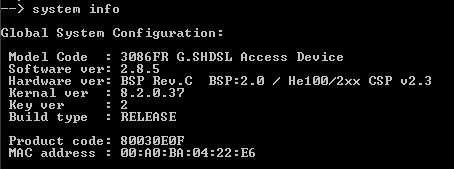 --> system info
Global System Configuration:
Model Code  : 3086FR G.SHDSL Access Device
Software ver: 2.8.5
Hardware ver: BSP Rev.C  BSP:2.0 / He100/2xx CSP v2.3
Kernal ver  : 8.2.0.37
Key ver     : 2
Build type  : RELEASE
Product code: 80030E0F
MAC address : 00:A0:BA:04:22:E6